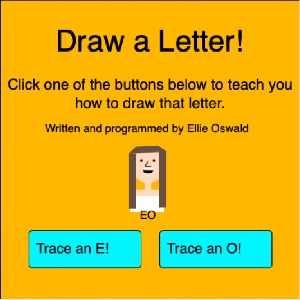 Draw a Letter!
Click one of the buttons below to teach you
how to draw that letter.
Written and programmed by Ellie Oswald
EO
Trace an E!
Trace an O!